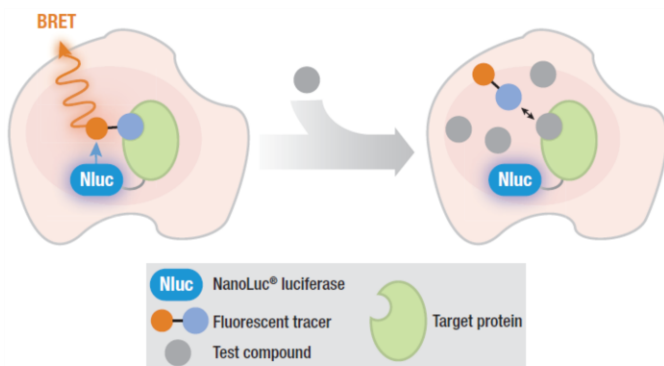 BRET
Nluc
Nluc
Nluc NanoLuc® luciferase
Fluorescent tracer
Target protein
Test compound